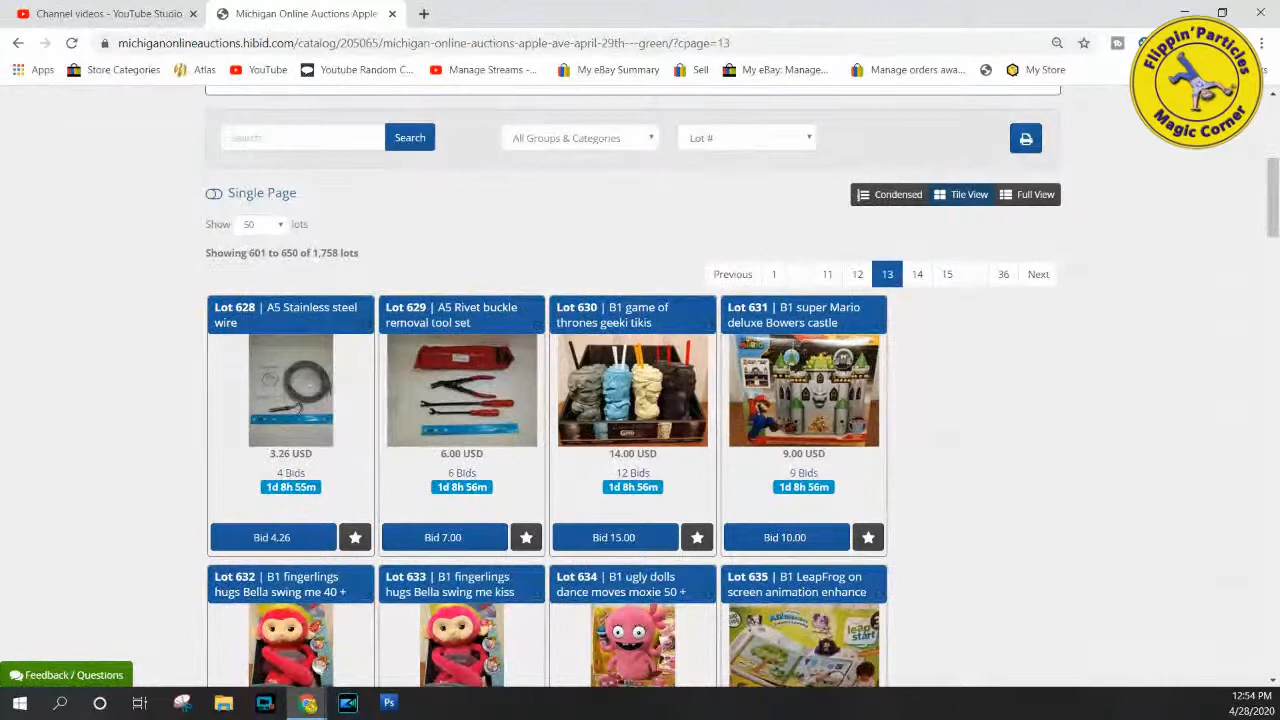 Channel videos - YouTube Studio
Michigan Online Auctions Apple
michiganonlineauctions.hibid.com/catalog/205065/michigan-onlineauctions-apple-ave-april-29th---green/?cpage=13
Apps
Store Categories
Atlas
YouTube
Youtube Random C...
Manage Streams -...
My eBay Summary
Sell
My eBay: Manage...
Manage orders awa...
My Store
Flippin' Particles
Magic Corner
Search
Search
All Groups & Categories
Lot #
Single Page
Condensed
Tile View
Full View
Show 50 lots
Showing 601 to 650 of 1,758 lots
Previous 1 11 12 13 14 15 36 Next
Lot 628 | A5 Stainless steel
wire
3.26 USD
4 Bids
1d 8h 55m
Bid 4.26
Lot 629 | A5 Rivet buckle
removal tool set
6.00 USD
6 Bids
1d 8h 56m
Bid 7.00
Lot 630 | B1 game of
thrones geeki tikis
14.00 USD
12 Bids
1d 8h 56m
Bid 15.00
Lot 631 | B1 super Mario
deluxe Bowers castle
9.00 USD
9 Bids
1d 8h 56m
Bid 10.00
Lot 632 | B1 fingerlings
hugs Bella swing me 40 +
Lot 633 | B1 fingerlings
hugs Bella swing me kiss
Lot 634 | B1 ugly dolls
dance moves moxie 50 +
Lot 635 | B1 LeapFrog on
screen animation enhance
Feedback / Questions
Ps
12:54 PM
4/28/2020